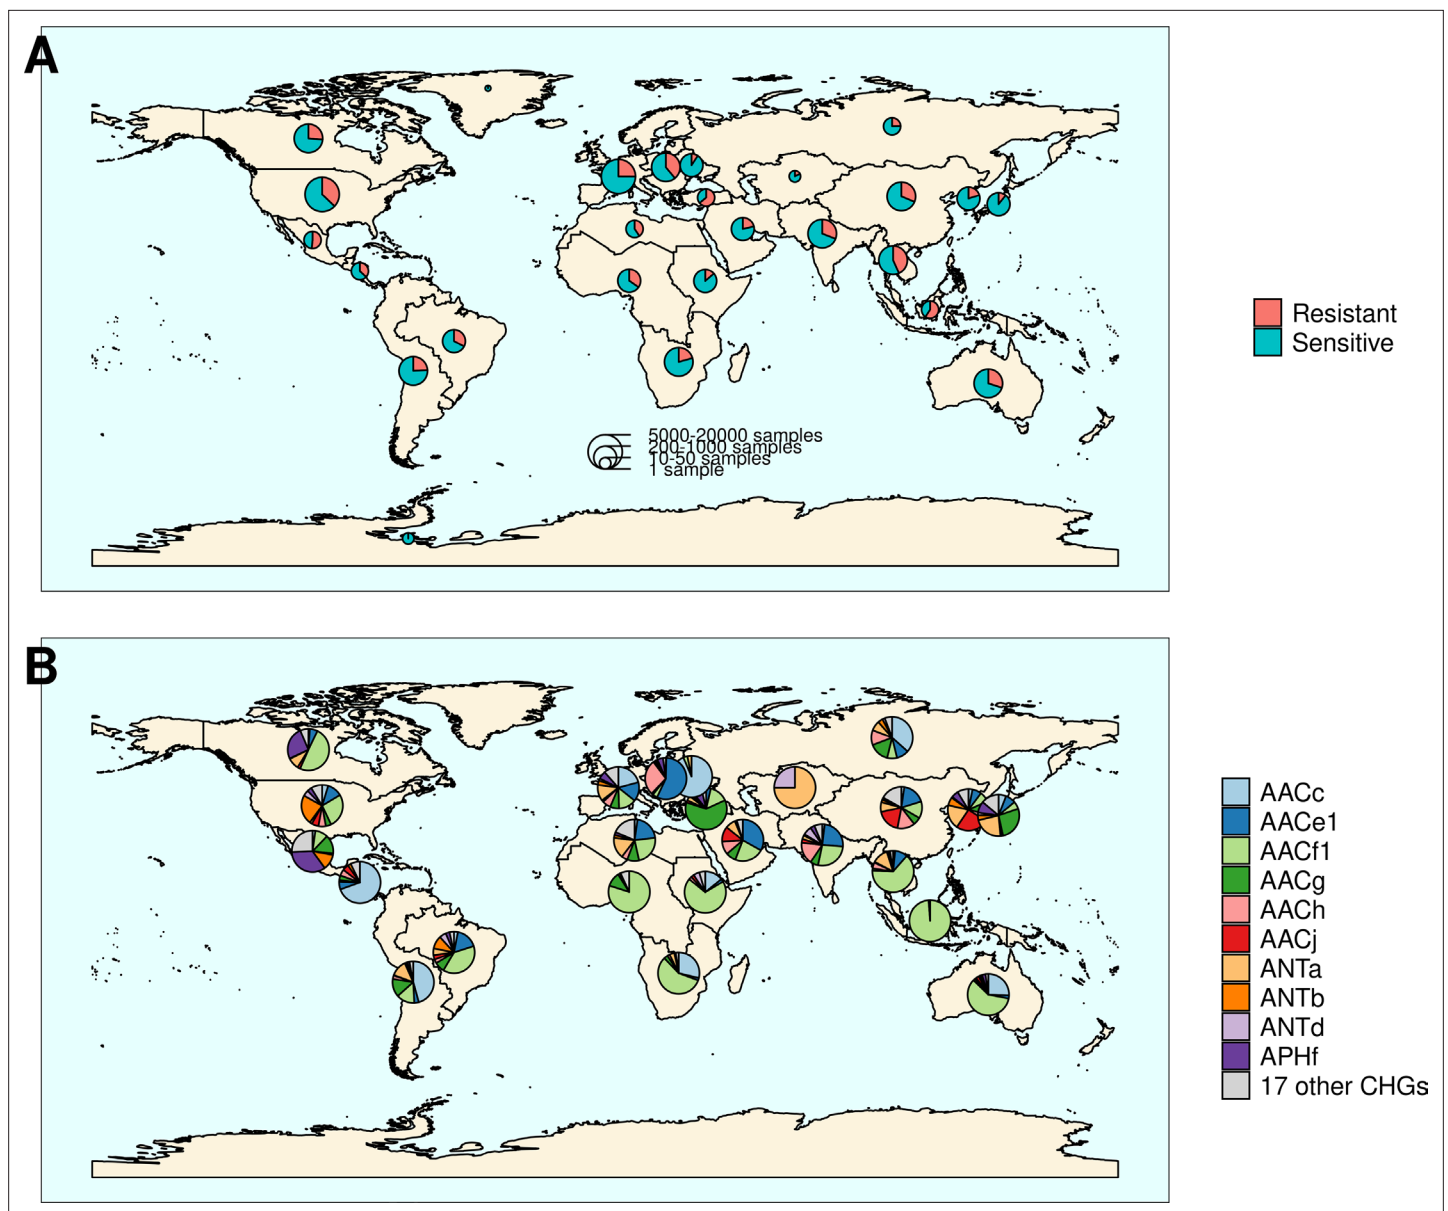 A
Resistant
Sensitive
5000-20000 samples
200-1000 samples
10-50 samples
1 sample
B
AACc
AACe1
AACf1
AACg
AACh
AACj
ANTa
ANTb
ANTd
APHf
17 other CHGs